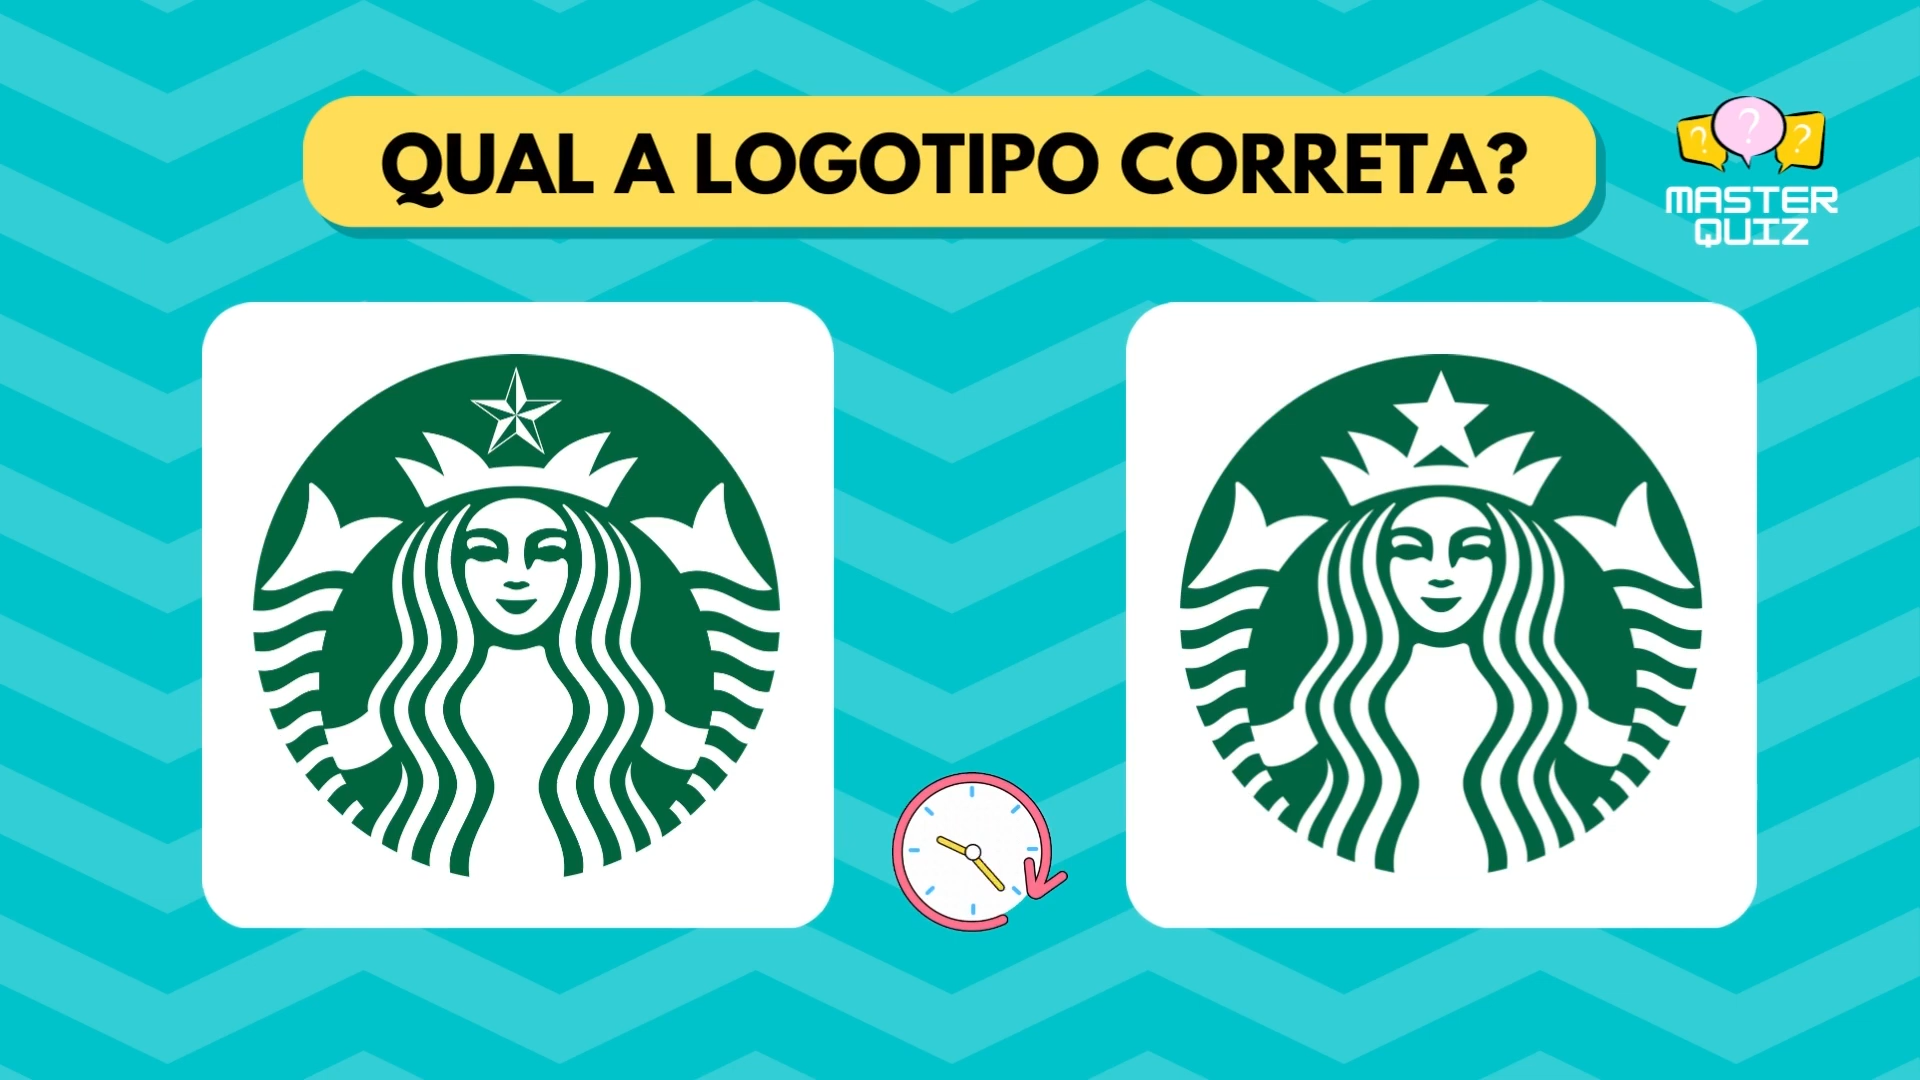 QUAL A LOGOTIPO CORRETA?
? ? ?
MASTER
QUIZ